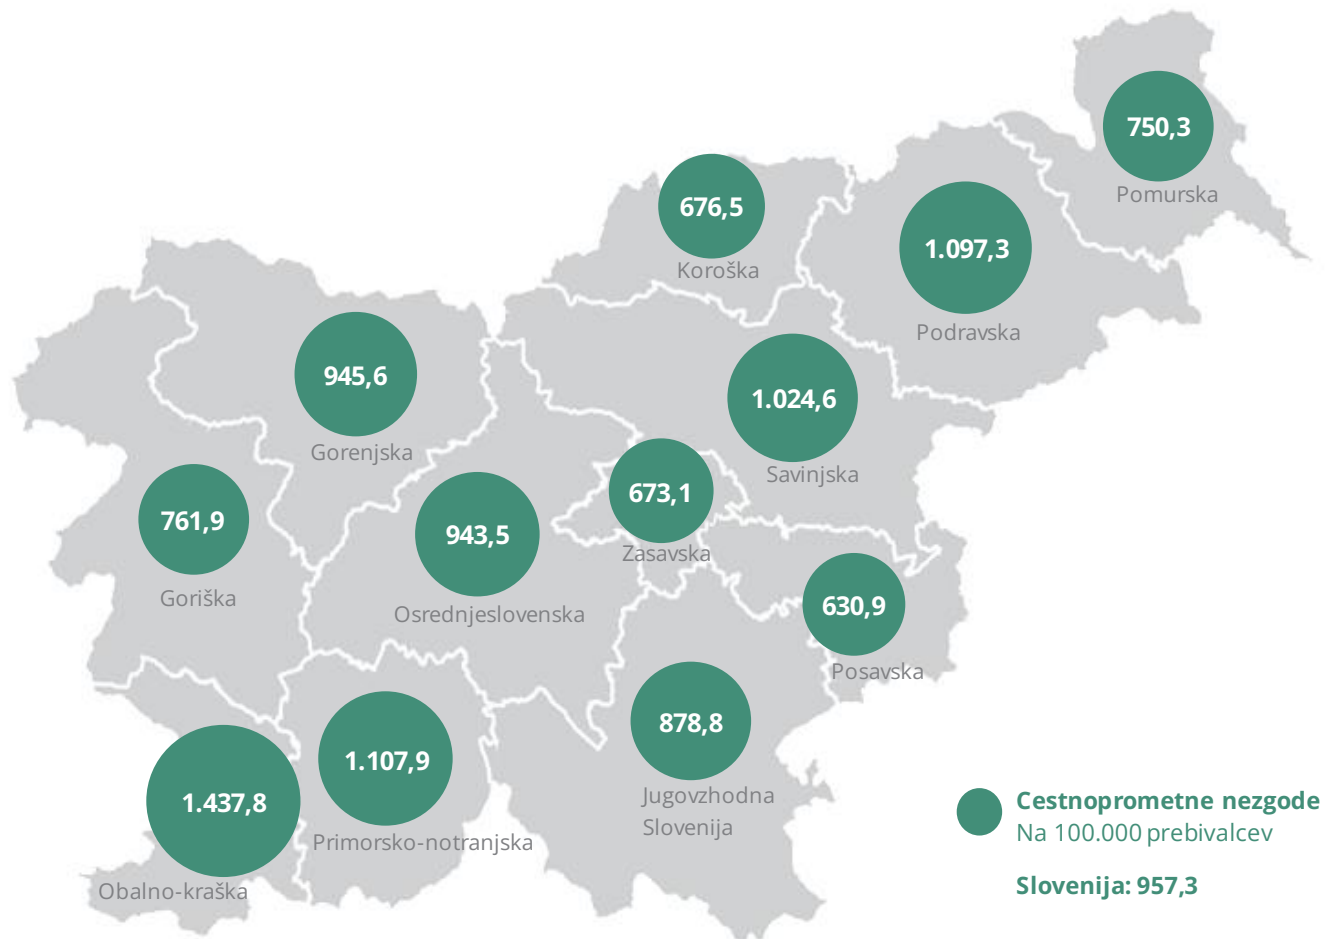 750,3
Pomurska
676,5
Koroška
1.097,3
Podravska
945,6
Gorenjska
1.024,6
Savinjska
761,9
Goriška
943,5
Osrednjeslovenska
673,1
Zasavska
630,9
Posavska
878,8
Jugovzhodna
Slovenija
1.107,9
Primorsko-notranjska
1.437,8
Obalno-kraška
Cestnoprometne nezgode
Na 100.000 prebivalcev
Slovenija: 957,3